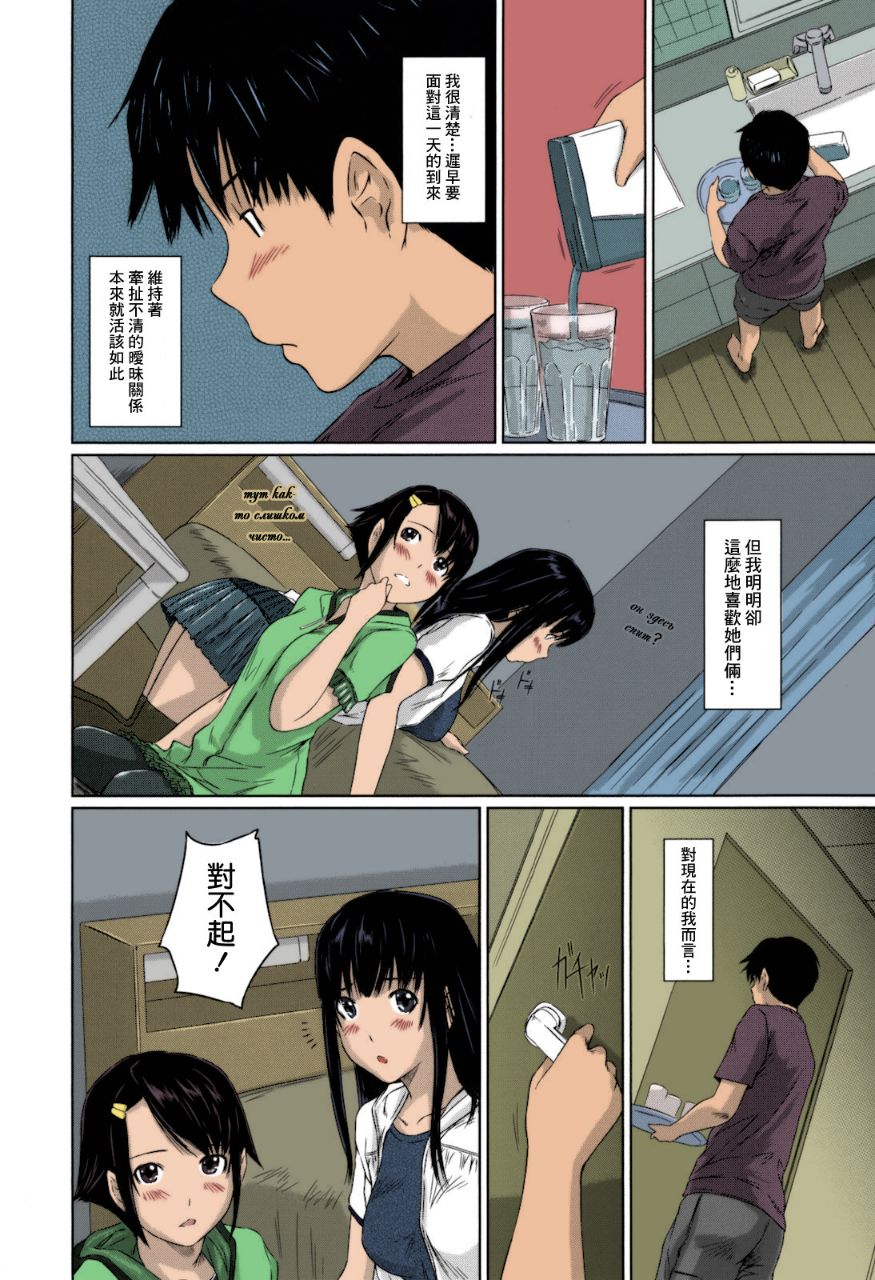 我很清楚…遲早要
面對這一天的到來
維持著
牽扯不清的曖昧關係
本來就活該如此
但我明明卻
這麼地喜歡她們倆…
он здесь
спит?
тут как-
то слишком
чисто...
ドキ
ドキ
對現在的我而言…
ガチャッ
對不起！